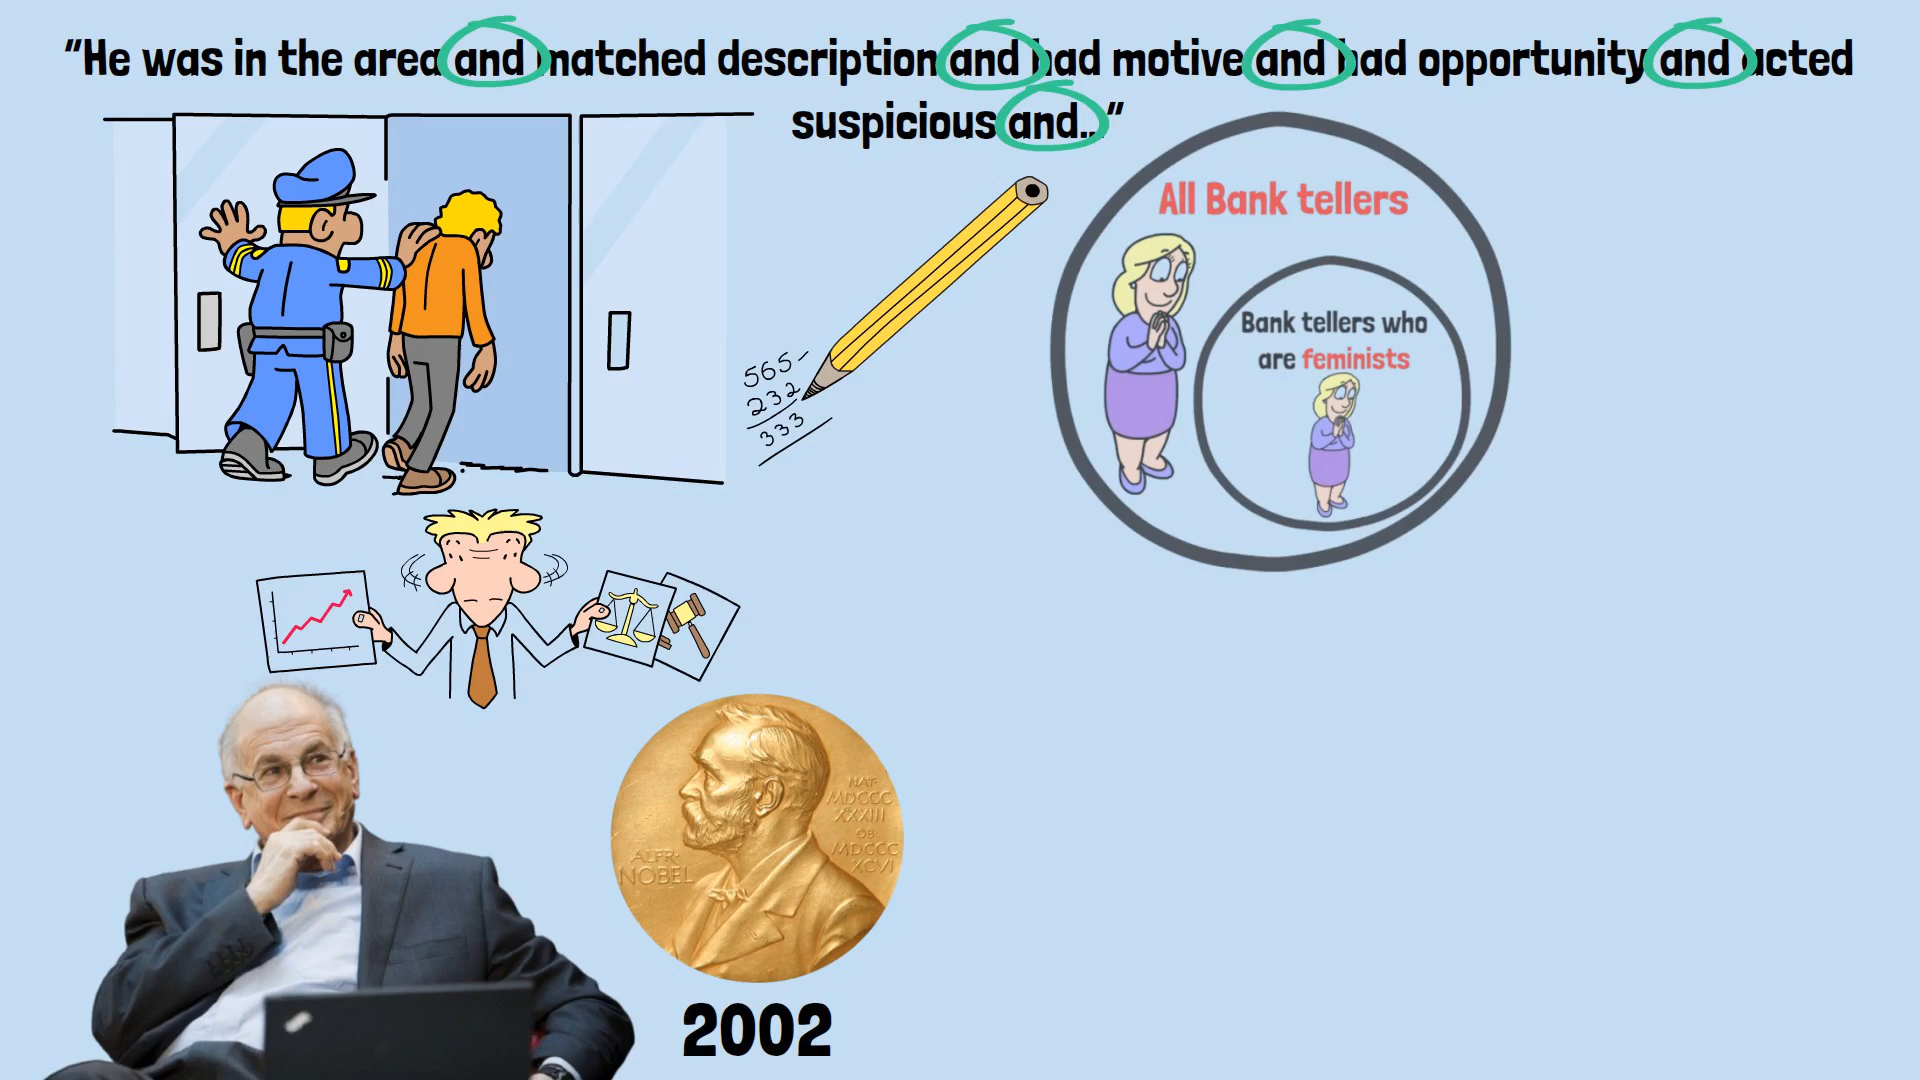 "He was in the area and matched description and had motive and had opportunity and acted
suspicious and..."
All Bank tellers
Bank tellers who
are feminists
565-
232
333
ALFR·
NOBEL
NAT·
MDCCC
XXXIII
OB·
MDCCC
XCVI
2002